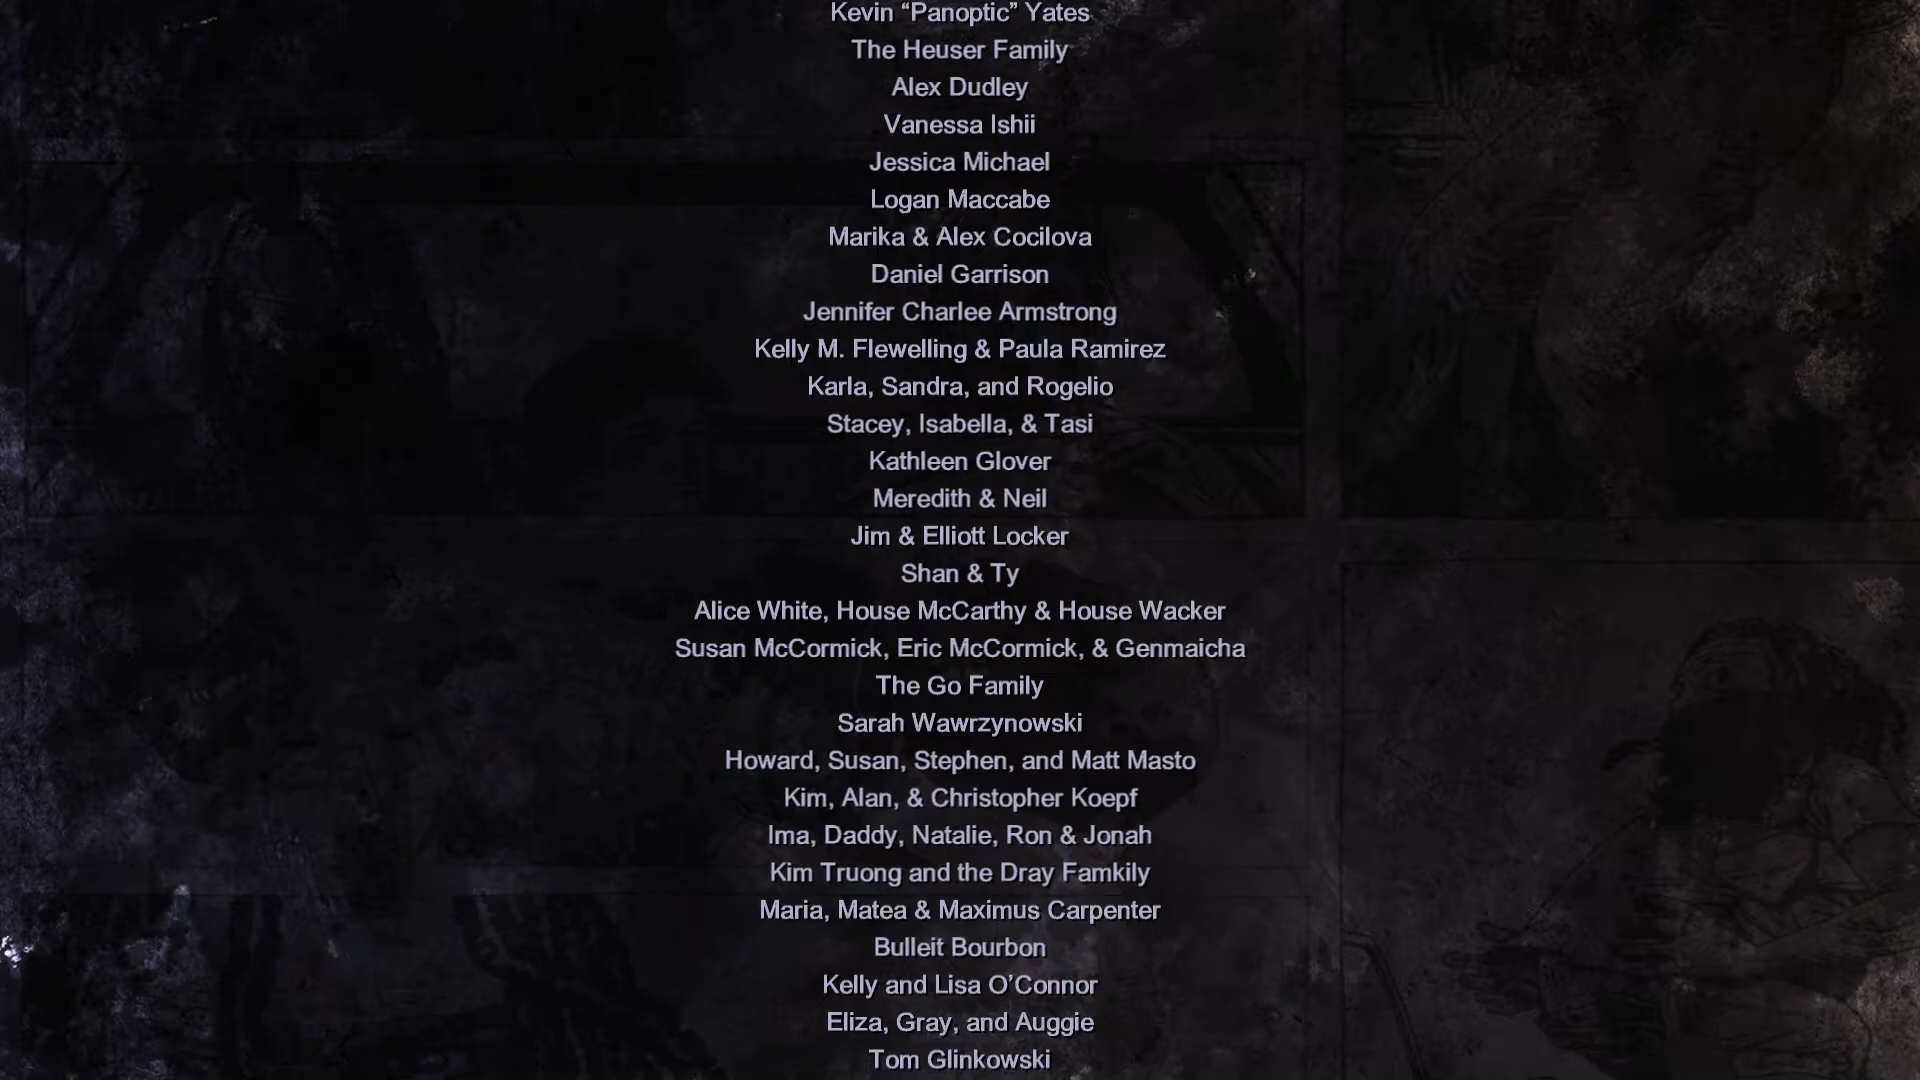 Kevin “Panoptic” Yates
The Heuser Family
Alex Dudley
Vanessa Ishii
Jessica Michael
Logan Maccabe
Marika & Alex Cocilova
Daniel Garrison
Jennifer Charlee Armstrong
Kelly M. Flewelling & Paula Ramirez
Karla, Sandra, and Rogelio
Stacey, Isabella, & Tasi
Kathleen Glover
Meredith & Neil
Jim & Elliott Locker
Shan & Ty
Alice White, House McCarthy & House Wacker
Susan McCormick, Eric McCormick, & Genmaicha
The Go Family
Sarah Wawrzynowski
Howard, Susan, Stephen, and Matt Masto
Kim, Alan, & Christopher Koepf
Ima, Daddy, Natalie, Ron & Jonah
Kim Truong and the Dray Famkily
Maria, Matea & Maximus Carpenter
Bulleit Bourbon
Kelly and Lisa O’Connor
Eliza, Gray, and Auggie
Tom Glinkowski